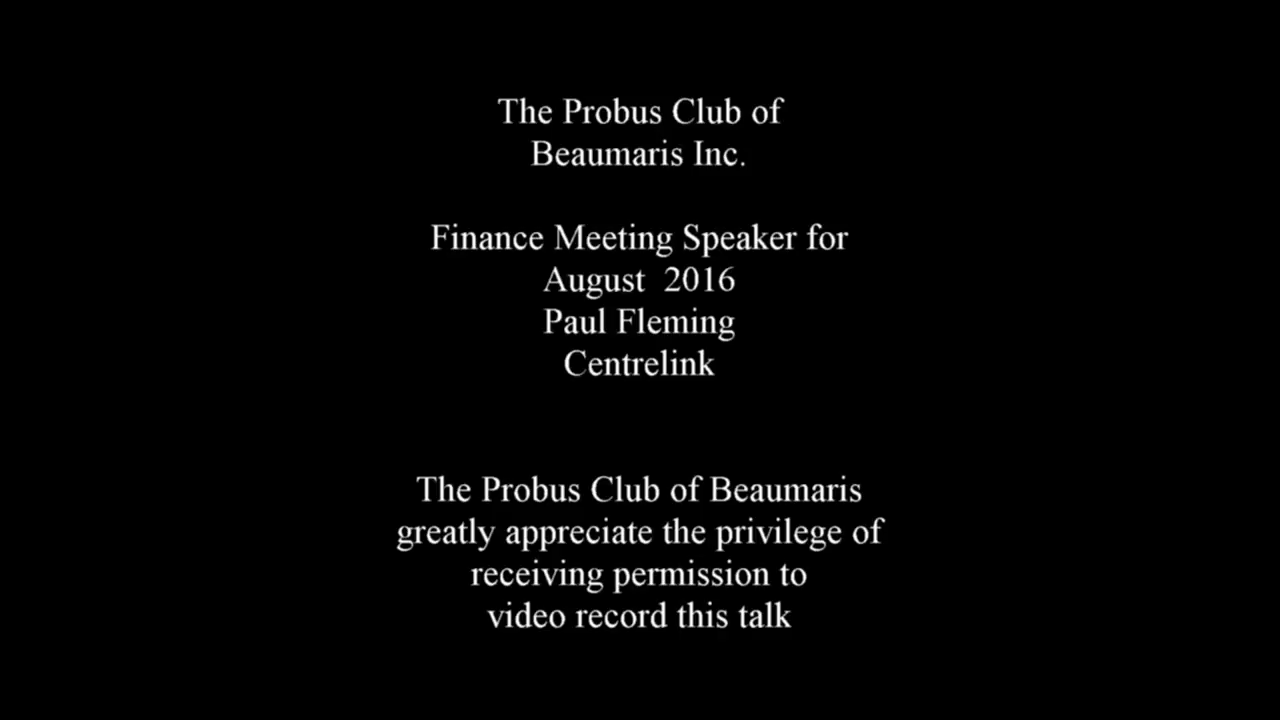 The Probus Club of
Beaumaris Inc.
Finance Meeting Speaker for
August  2016
Paul Fleming
Centrelink
The Probus Club of Beaumaris
greatly appreciate the privilege of
receiving permission to
video record this talk